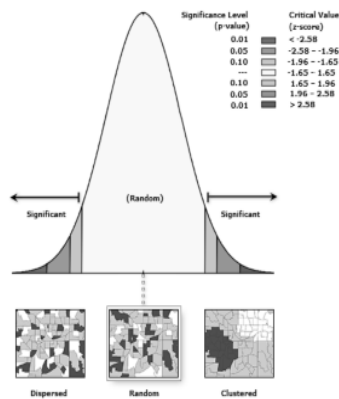 Significance Level Critical Value
(p-value) (z-score)
0.01 < -2.58
0.05 -2.58 - -1.96
0.10 -1.96 - -1.65
--- -1.65 - 1.65
0.10 1.65 - 1.96
0.05 1.96 - 2.58
0.01 > 2.58
(Random)
Significant Significant
Dispersed Random Clustered